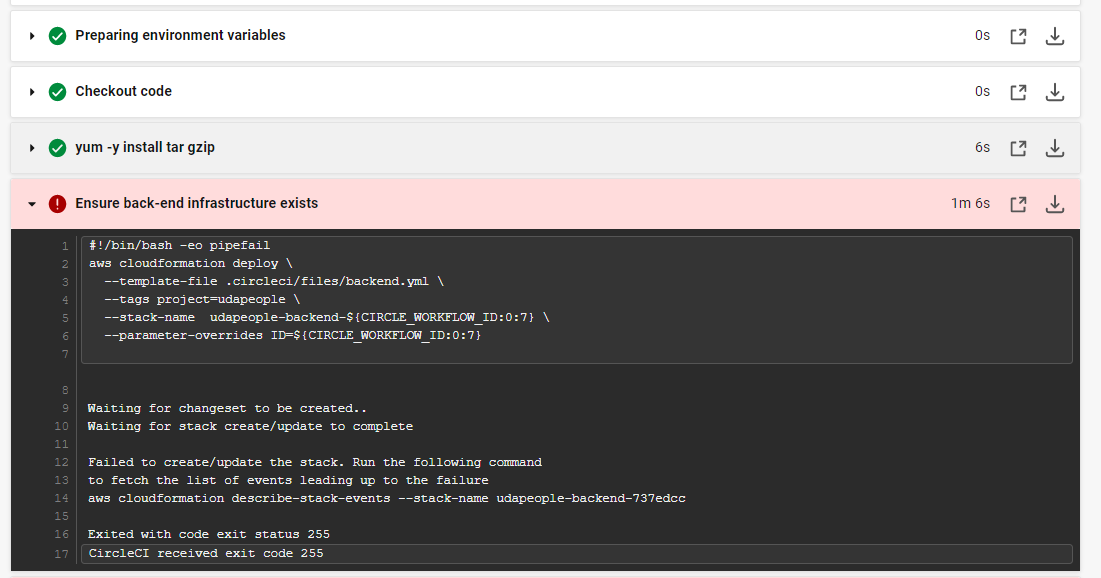 Preparing environment variables 0s
Checkout code 0s
yum -y install tar gzip 6s
Ensure back-end infrastructure exists 1m 6s
1 #!/bin/bash -eo pipefail
2 aws cloudformation deploy \
3 --template-file .circleci/files/backend.yml \
4 --tags project=udapeople \
5 --stack-name  udapeople-backend-${CIRCLE_WORKFLOW_ID:0:7} \
6 --parameter-overrides ID=${CIRCLE_WORKFLOW_ID:0:7}
7
8
9 Waiting for changeset to be created..
10 Waiting for stack create/update to complete
11
12 Failed to create/update the stack. Run the following command
13 to fetch the list of events leading up to the failure
14 aws cloudformation describe-stack-events --stack-name udapeople-backend-737edcc
15
16 Exited with code exit status 255
17 CircleCI received exit code 255